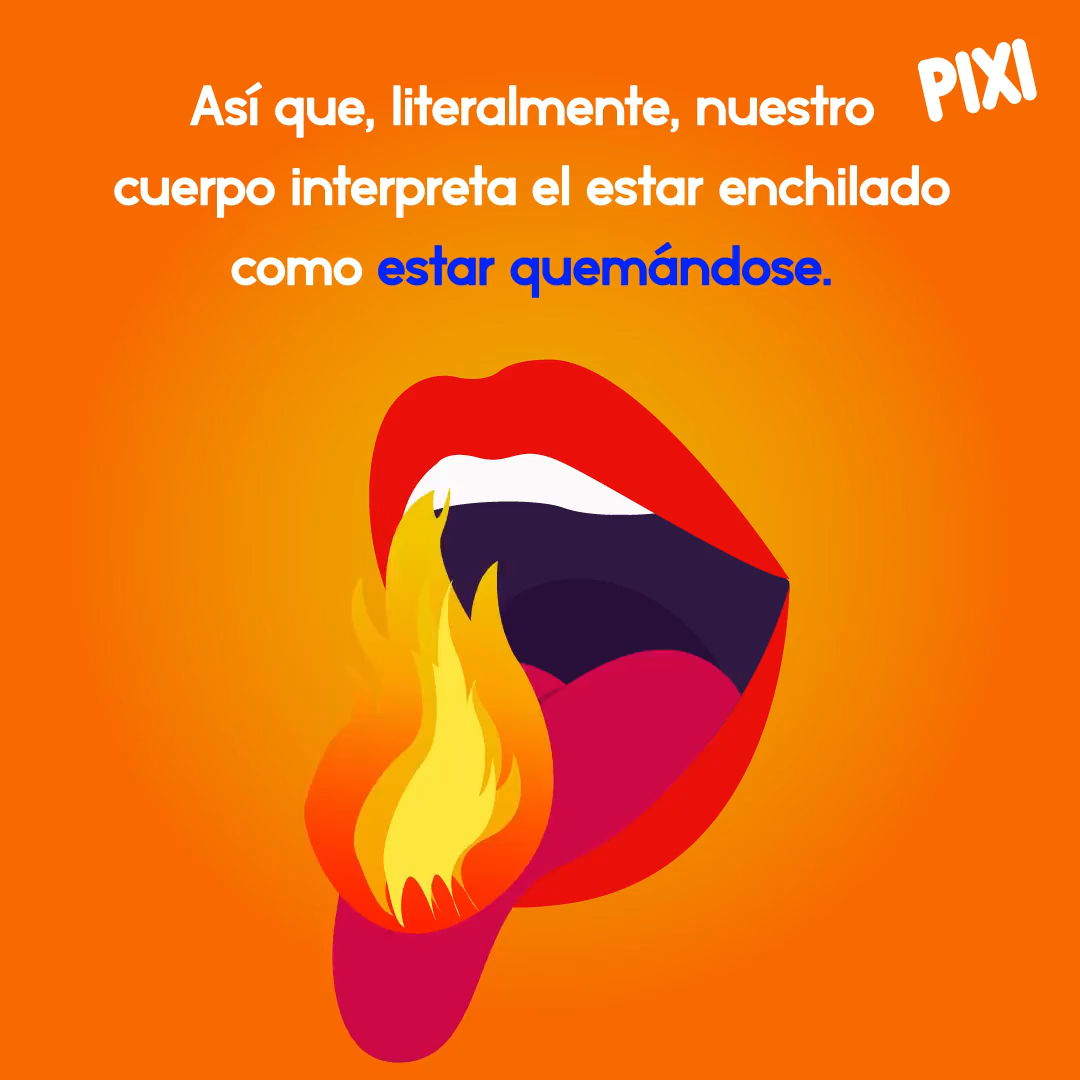 PIXI
Así que, literalmente, nuestro
cuerpo interpreta el estar enchilado
como estar quemándose.